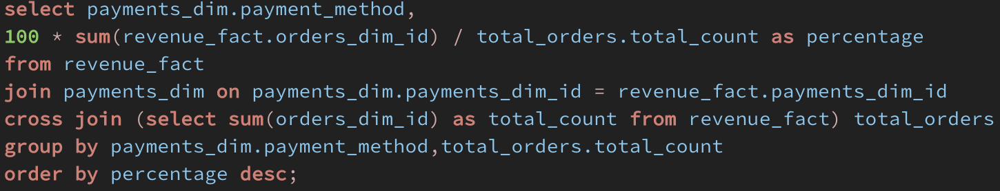 select payments_dim.payment_method,
100 * sum(revenue_fact.orders_dim_id) / total_orders.total_count as percentage
from revenue_fact
join payments_dim on payments_dim.payments_dim_id = revenue_fact.payments_dim_id
cross join (select sum(orders_dim_id) as total_count from revenue_fact) total_orders
group by payments_dim.payment_method,total_orders.total_count
order by percentage desc;